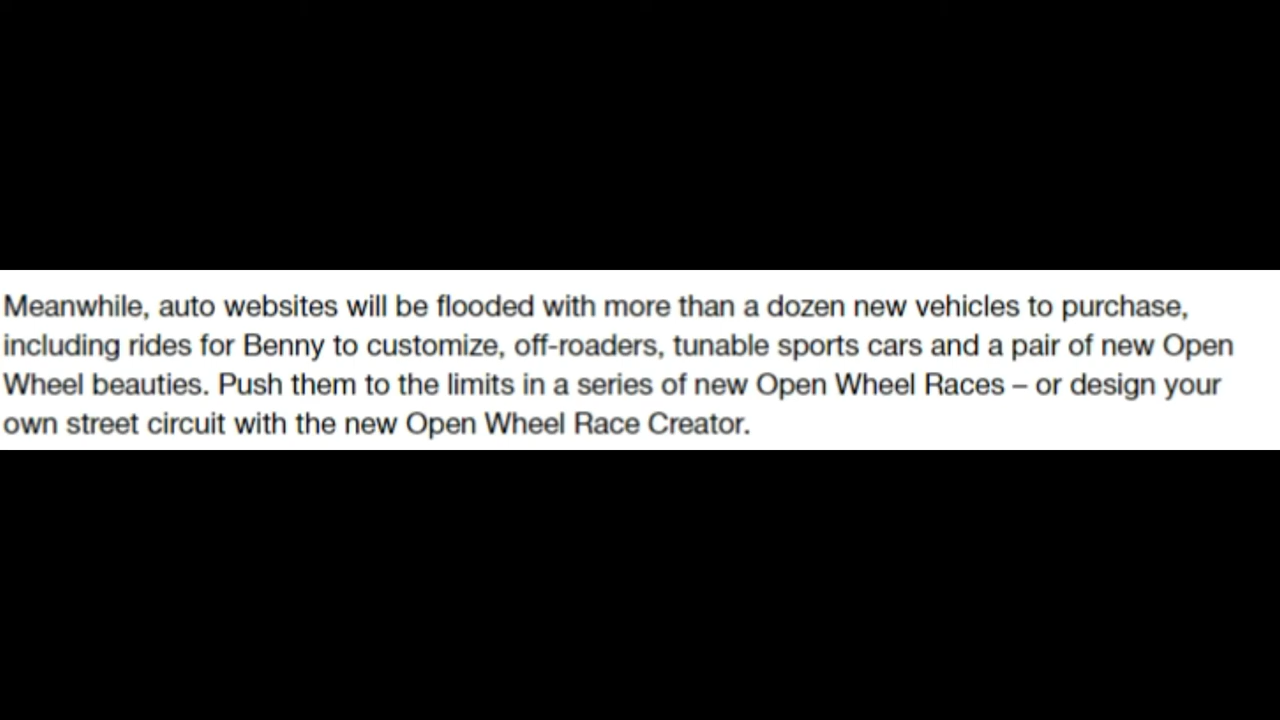 Meanwhile, auto websites will be flooded with more than a dozen new vehicles to purchase,
including rides for Benny to customize, off-roaders, tunable sports cars and a pair of new Open
Wheel beauties. Push them to the limits in a series of new Open Wheel Races – or design your
own street circuit with the new Open Wheel Race Creator.